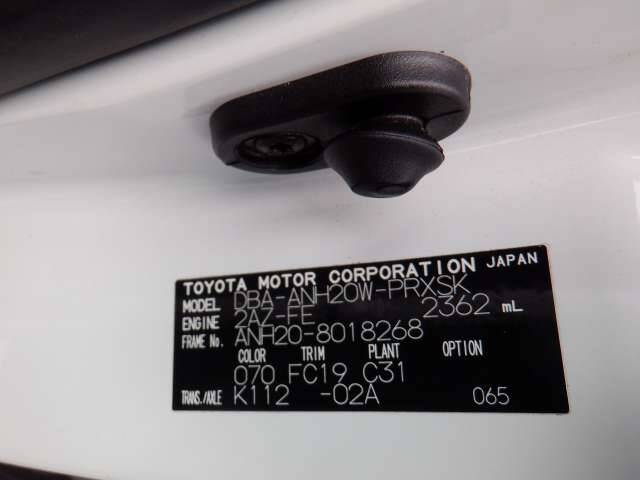 TOYOTA MOTOR CORPORATION JAPAN
MODEL DBA-ANH20W-PRXSK
ENGINE 2AZ-FE 2362 mL
FRAME No. ANH20-8018268
COLOR TRIM PLANT OPTION
070 FC19 C31
TRANS./AXLE K112 -02A 065